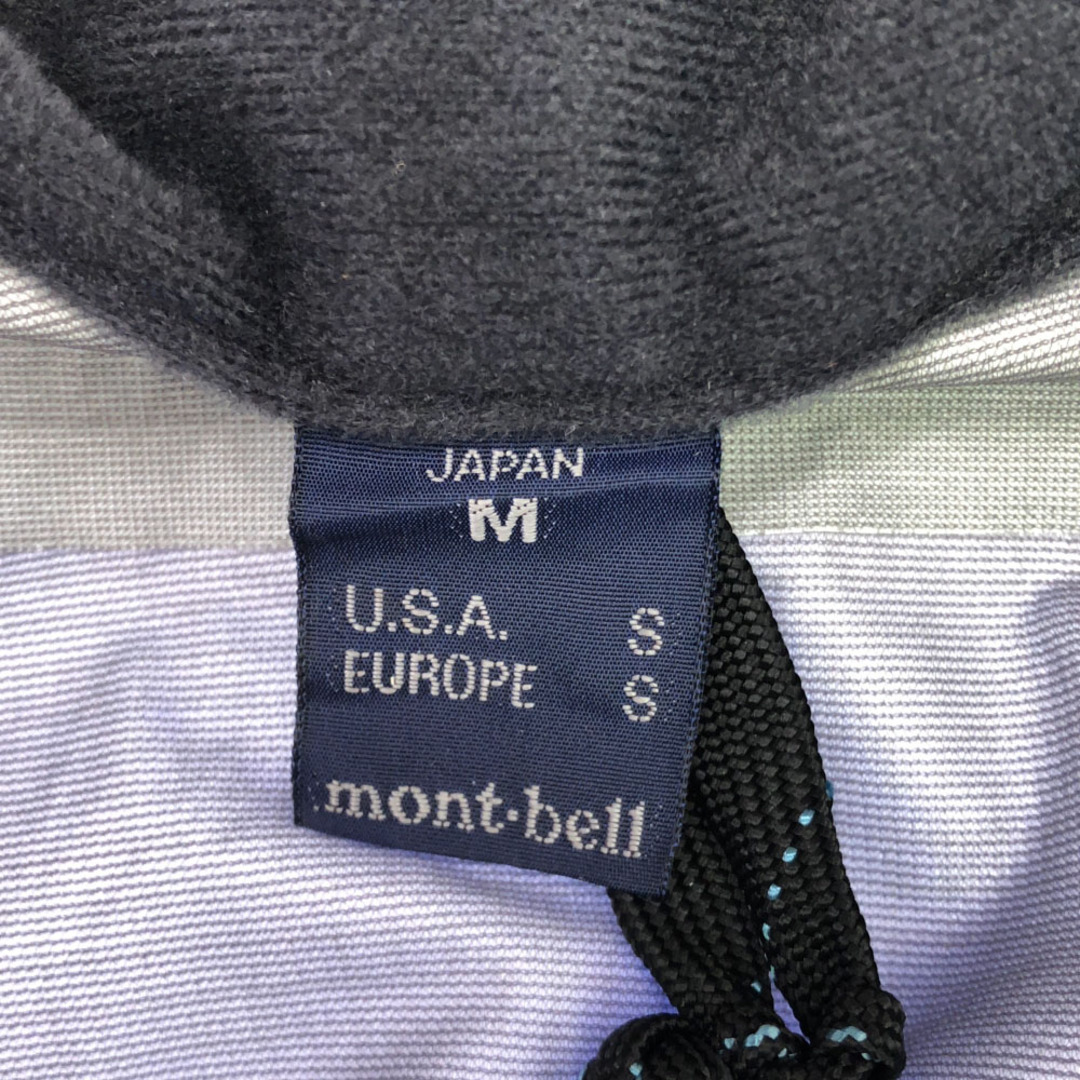 JAPAN
M
U.S.A. S
EUROPE S
mont·bell